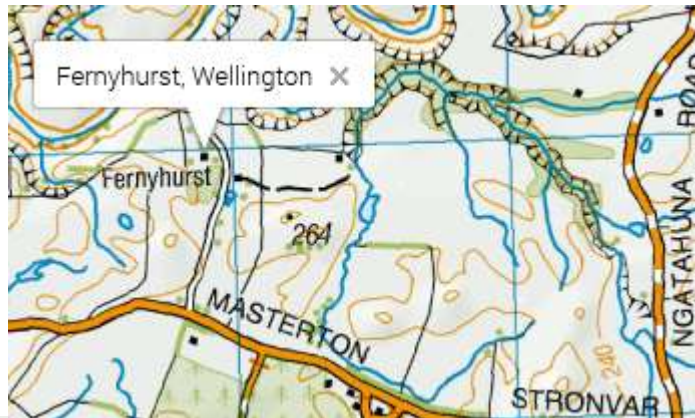 Fernyhurst, Wellington ×
Fernyhurst
264
MASTERTON
STRONVAR
240
NGATAHUNA ROAD